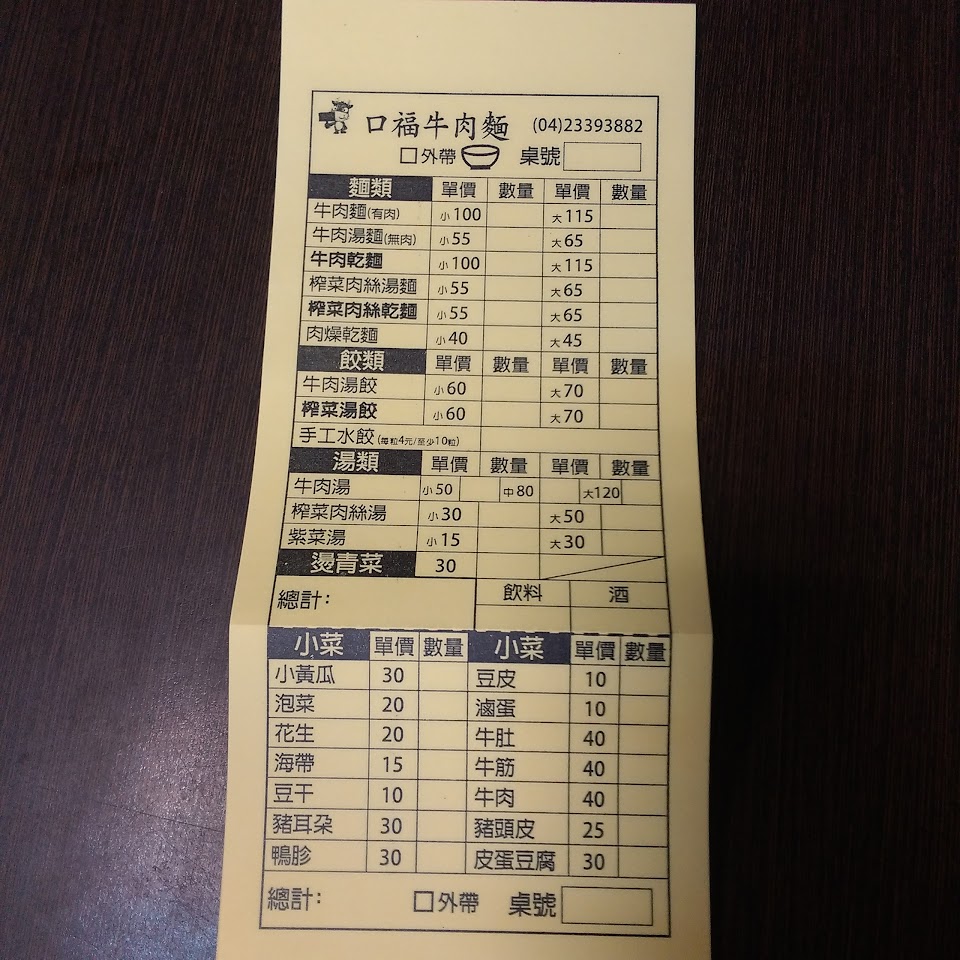 口福牛肉麵 (04)23393882
外帶 桌號
麵類 單價 數量 單價 數量
牛肉麵(有肉) 小100 大115
牛肉湯麵(無肉) 小55 大65
牛肉乾麵 小100 大115
榨菜肉絲湯麵 小55 大65
榨菜肉絲乾麵 小55 大65
肉燥乾麵 小40 大45
餃類 單價 數量 單價 數量
牛肉湯餃 小60 大70
榨菜湯餃 小60 大70
手工水餃(每粒4元/至少10粒)
湯類 單價 數量 單價 數量
牛肉湯 小50 中80 大120
榨菜肉絲湯 小30 大50
紫菜湯 小15 大30
燙青菜 30
總計: 飲料 酒
小菜 單價 數量 小菜 單價 數量
小黃瓜 30 豆皮 10
泡菜 20 滷蛋 10
花生 20 牛肚 40
海帶 15 牛筋 40
豆干 10 牛肉 40
豬耳朵 30 豬頭皮 25
鴨胗 30 皮蛋豆腐 30
總計: 外帶 桌號